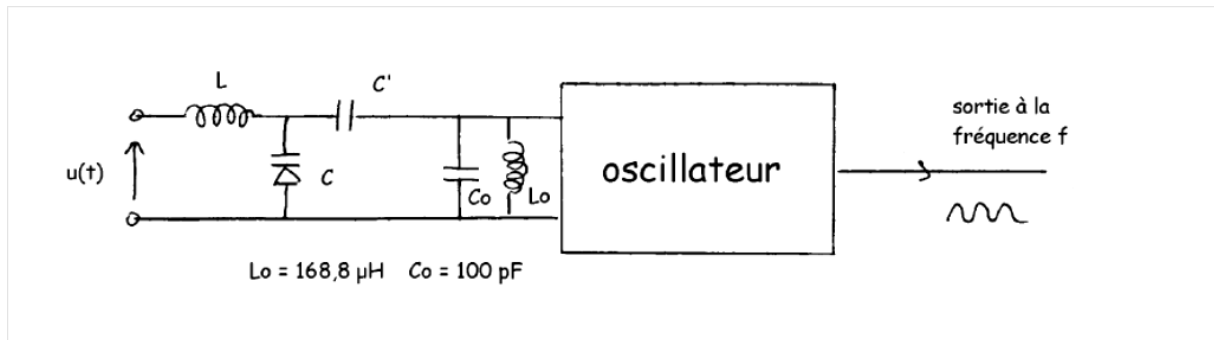 L
C'
u(t)
C
Co
Lo
oscillateur
sortie à la
fréquence f
Lo = 168,8 µH Co = 100 pF